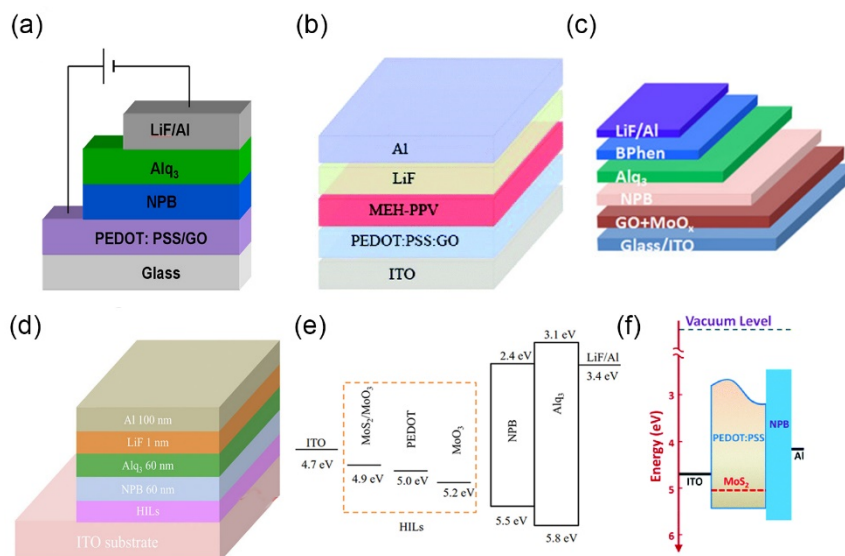 (a)
LiF/Al
Alq3
NPB
PEDOT: PSS/GO
Glass
(b)
Al
LiF
MEH-PPV
PEDOT:PSS:GO
ITO
(c)
LiF/Al
BPhen
Alq3
NPB
GO+MoOx
Glass/ITO
(d)
Al 100 nm
LiF 1 nm
Alq3 60 nm
NPB 60 nm
HILs
ITO substrate
(e)
ITO
4.7 eV
MoS2/MoO3
4.9 eV
PEDOT
5.0 eV
MoO3
5.2 eV
HILs
2.4 eV
NPB
5.5 eV
3.1 eV
Alq3
5.8 eV
LiF/Al
3.4 eV
(f)
Vacuum Level
Energy (eV)
3
4
5
6
ITO
PEDOT:PSS
MoS2
NPB
Al